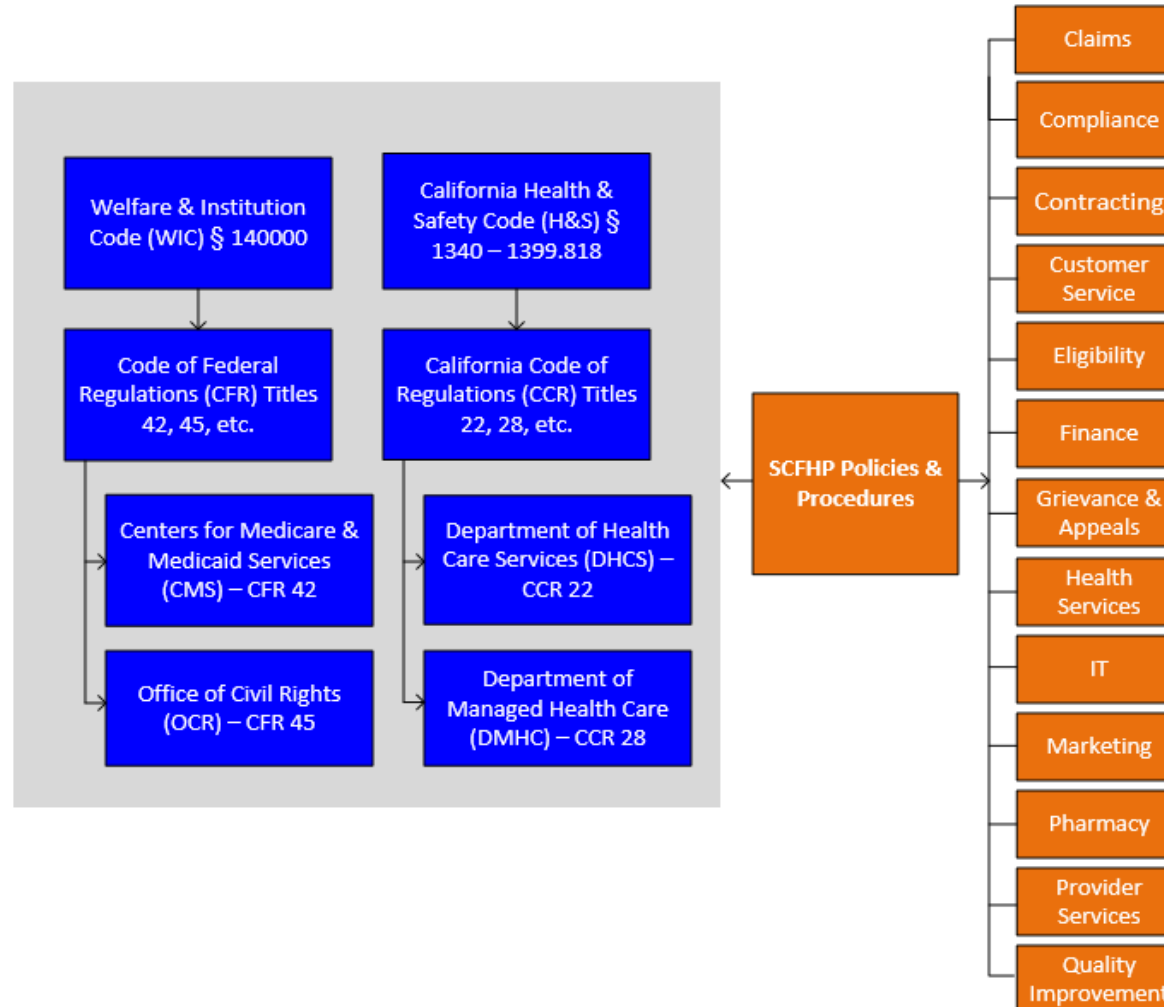 Welfare & Institution
Code (WIC) § 140000
California Health &
Safety Code (H&S) §
1340 – 1399.818
Code of Federal
Regulations (CFR) Titles
42, 45, etc.
California Code of
Regulations (CCR) Titles
22, 28, etc.
Centers for Medicare &
Medicaid Services
(CMS) – CFR 42
Department of Health
Care Services (DHCS) –
CCR 22
Office of Civil Rights
(OCR) – CFR 45
Department of
Managed Health Care
(DMHC) – CCR 28
SCFHP Policies &
Procedures
Claims
Compliance
Contracting
Customer
Service
Eligibility
Finance
Grievance &
Appeals
Health
Services
IT
Marketing
Pharmacy
Provider
Services
Quality
Improvement